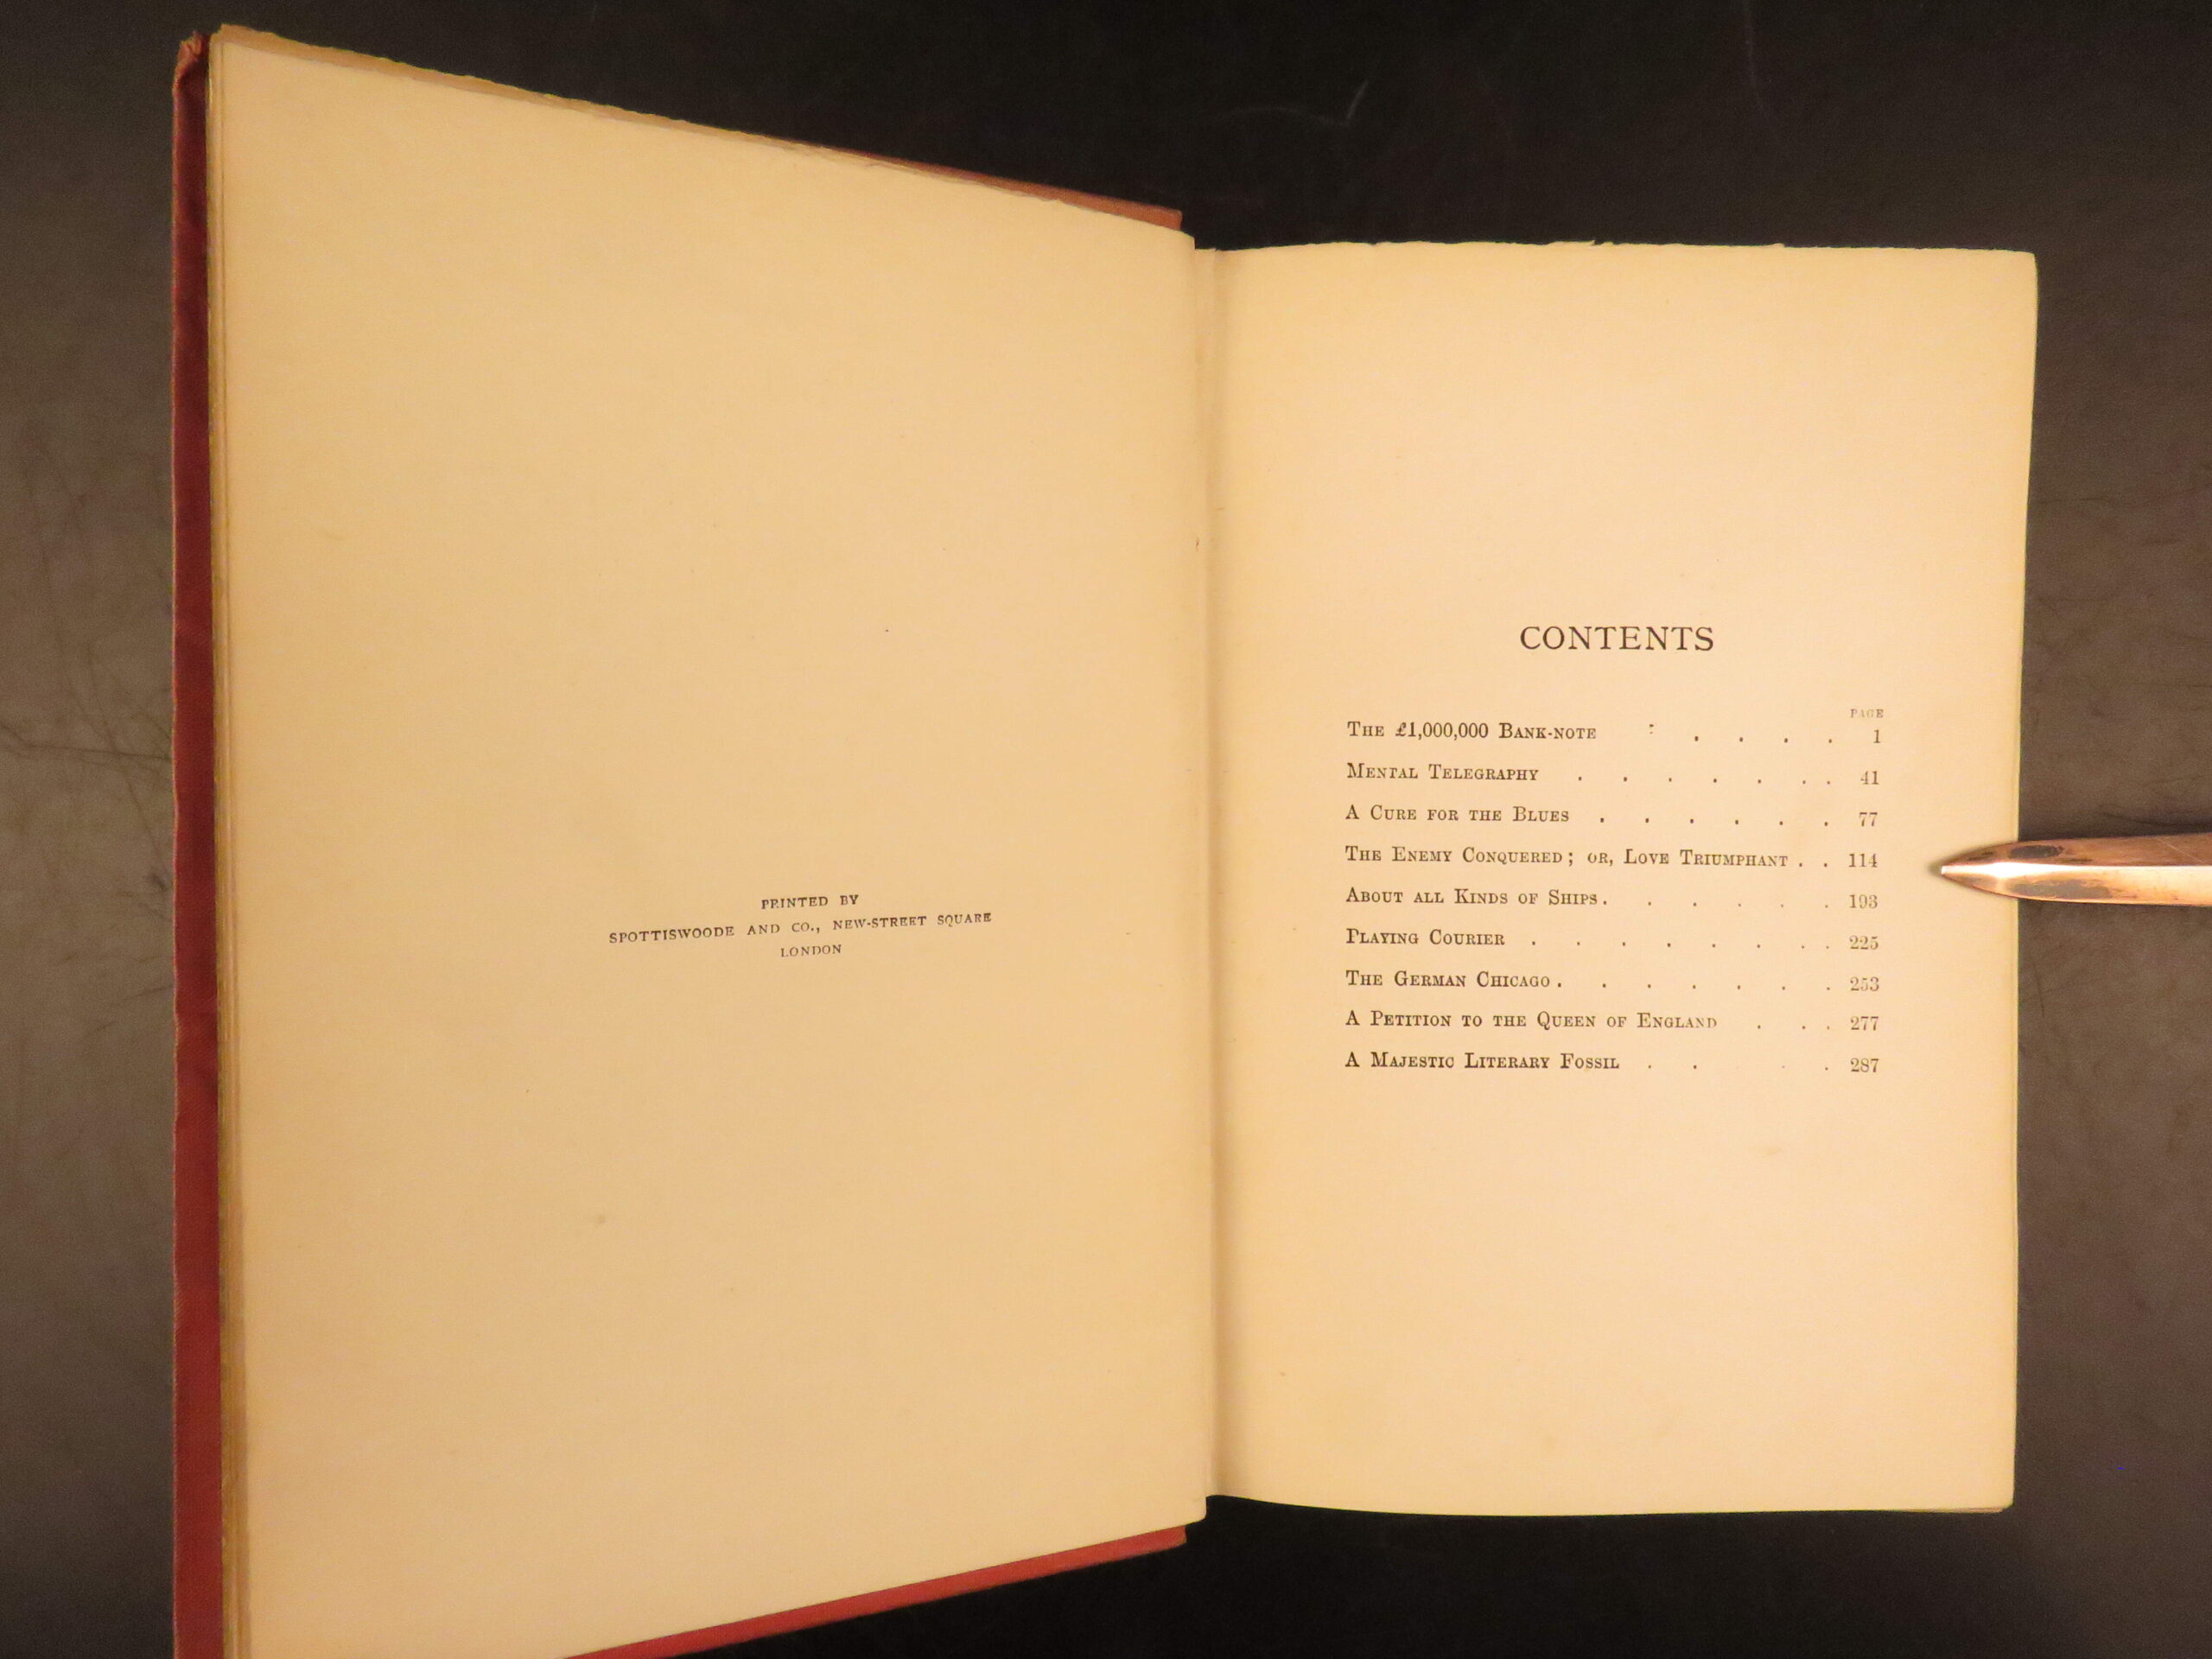 PRINTED BY
SPOTTISWOODE AND CO., NEW-STREET SQUARE
LONDON
CONTENTS
PAGE
THE £1,000,000 BANK-NOTE . . . . . 1
MENTAL TELEGRAPHY . . . . . . . 41
A CURE FOR THE BLUES . . . . . . 77
THE ENEMY CONQUERED; OR, LOVE TRIUMPHANT . . 114
ABOUT ALL KINDS OF SHIPS . . . . . . 193
PLAYING COURIER . . . . . . . . 225
THE GERMAN CHICAGO . . . . . . . 253
A PETITION TO THE QUEEN OF ENGLAND . . . 277
A MAJESTIC LITERARY FOSSIL . . . . 287